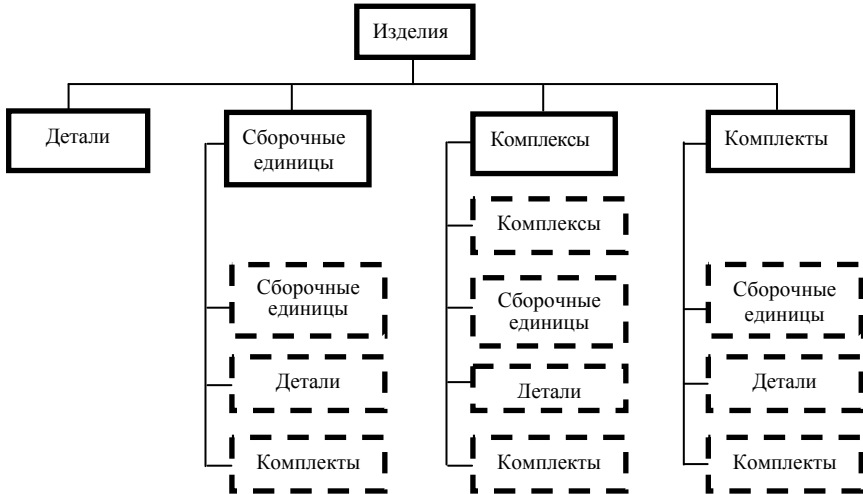 Изделия
Детали
Сборочные
единицы
Комплексы
Комплекты
Комплексы
Сборочные
единицы
Сборочные
единицы
Сборочные
единицы
Детали
Детали
Детали
Комплекты
Комплекты
Комплекты